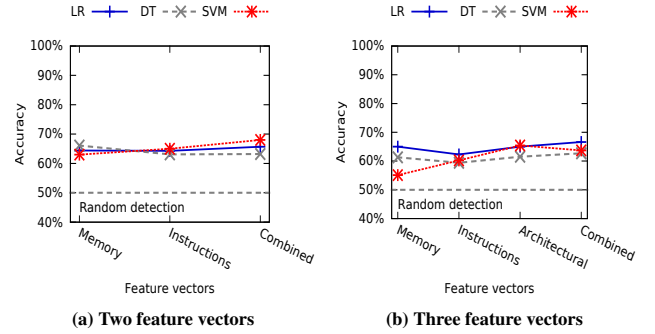 LR DT SVM
100%
90%
80%
70%
60%
50%
40%
Accuracy
Random detection
Memory
Instructions
Combined
Feature vectors
(a) Two feature vectors
LR DT SVM
100%
90%
80%
70%
60%
50%
40%
Accuracy
Random detection
Memory
Instructions
Architectural
Combined
Feature vectors
(b) Three feature vectors